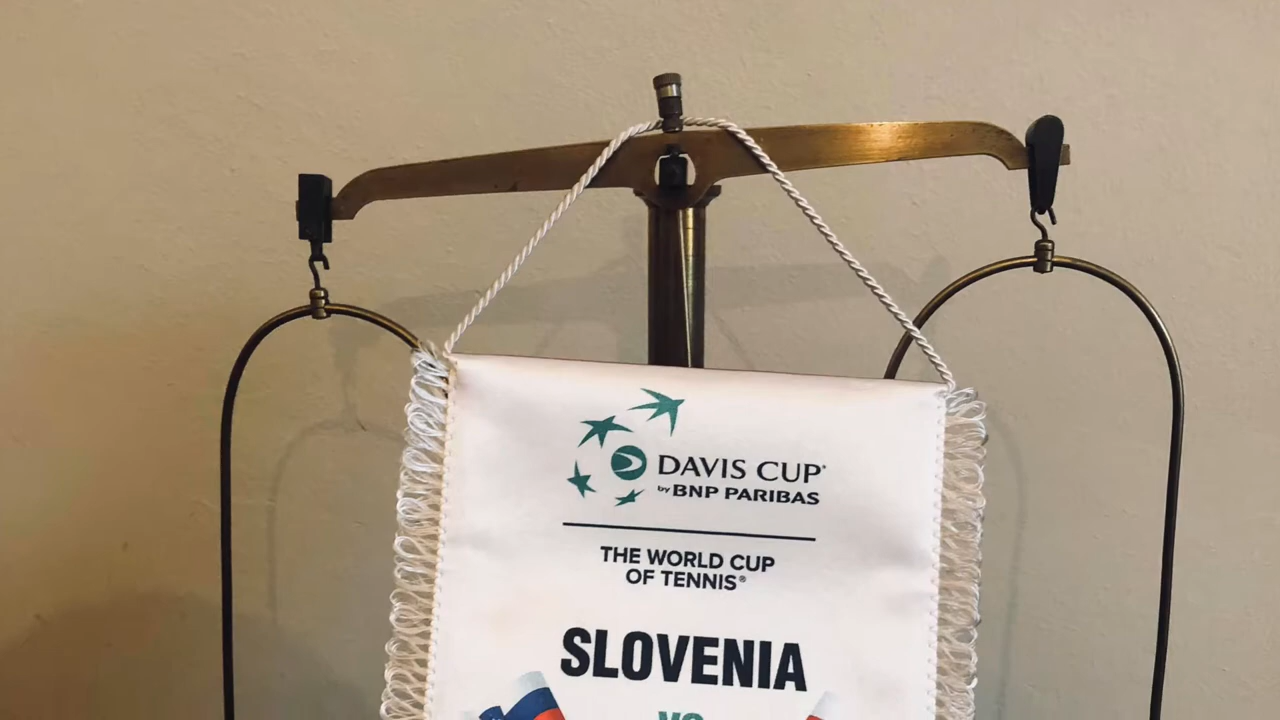 DAVIS CUP®
by BNP PARIBAS
THE WORLD CUP
OF TENNIS®
SLOVENIA